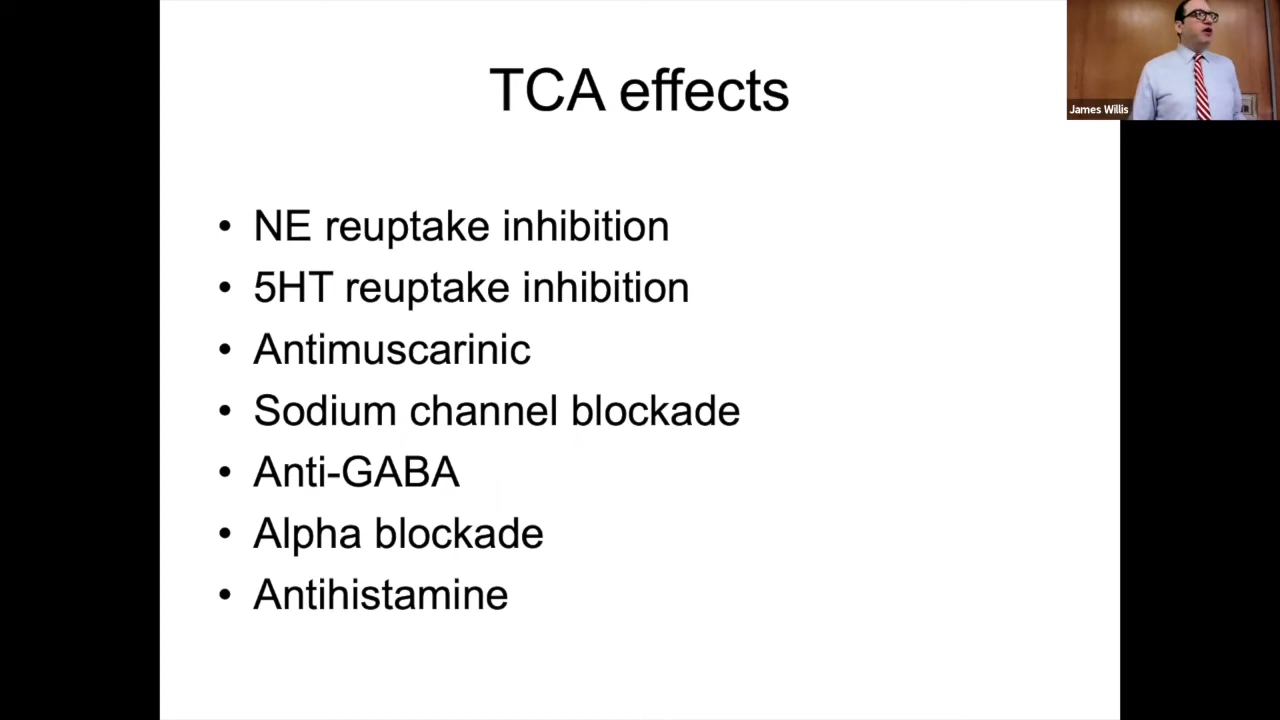 TCA effects
James Willis
• NE reuptake inhibition
• 5HT reuptake inhibition
• Antimuscarinic
• Sodium channel blockade
• Anti-GABA
• Alpha blockade
• Antihistamine